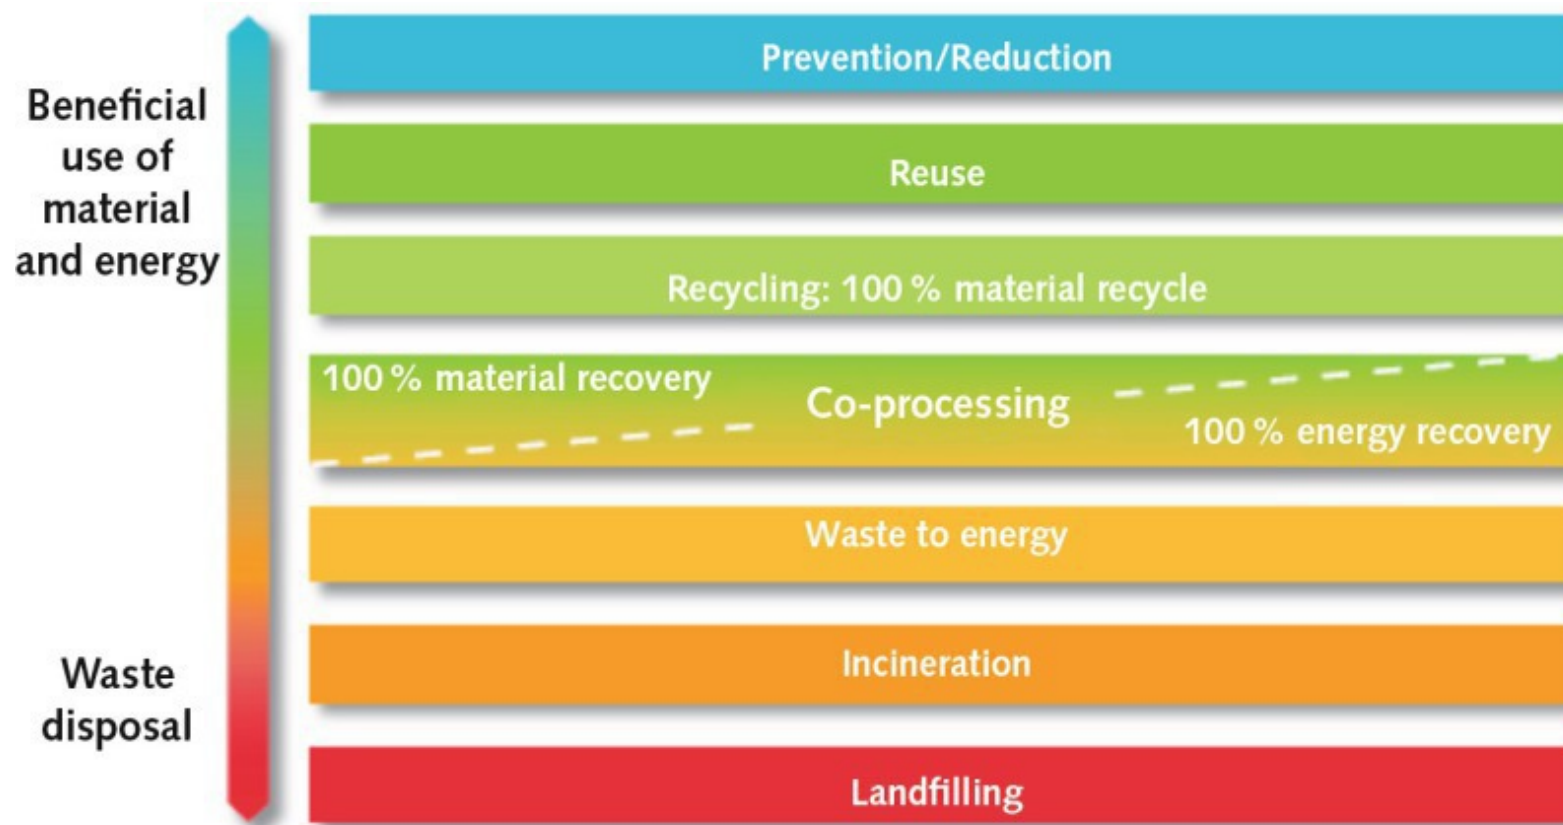 Beneficial
use of
material
and energy
Waste
disposal
Prevention/Reduction
Reuse
Recycling: 100 % material recycle
100 % material recovery
Co-processing
100 % energy recovery
Waste to energy
Incineration
Landfilling